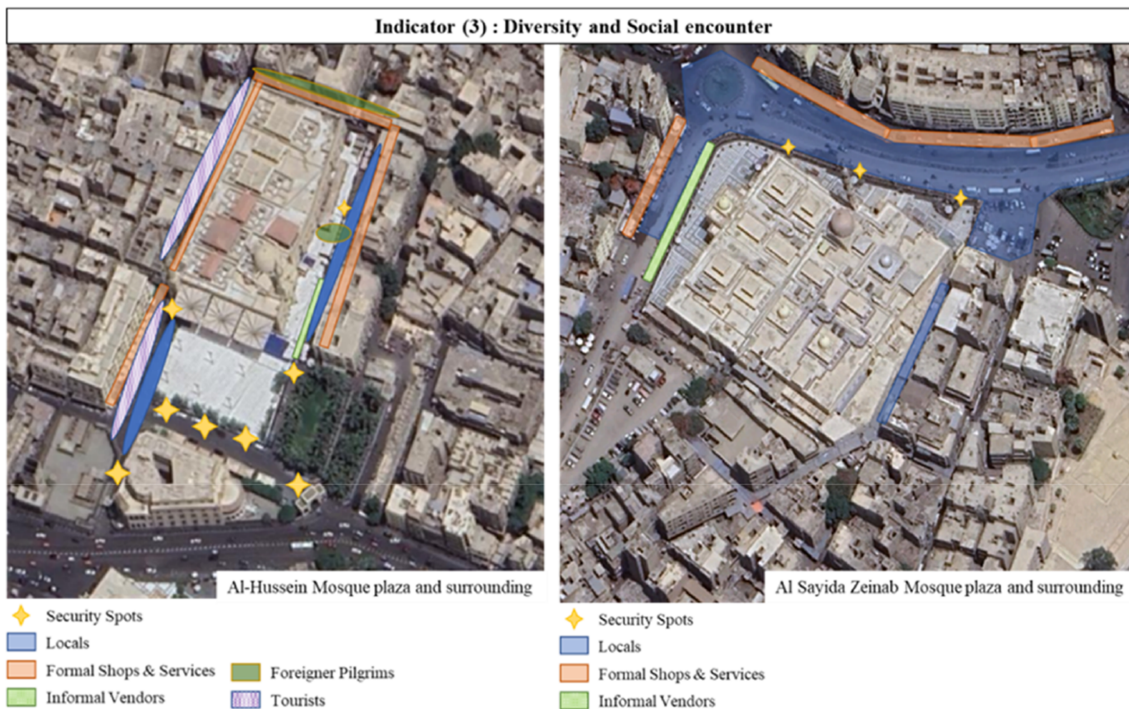 Indicator (3) : Diversity and Social encounter
Al-Hussein Mosque plaza and surrounding
Al Sayida Zeinab Mosque plaza and surrounding
Security Spots
Locals
Formal Shops & Services
Informal Vendors
Foreigner Pilgrims
Tourists
Security Spots
Locals
Formal Shops & Services
Informal Vendors